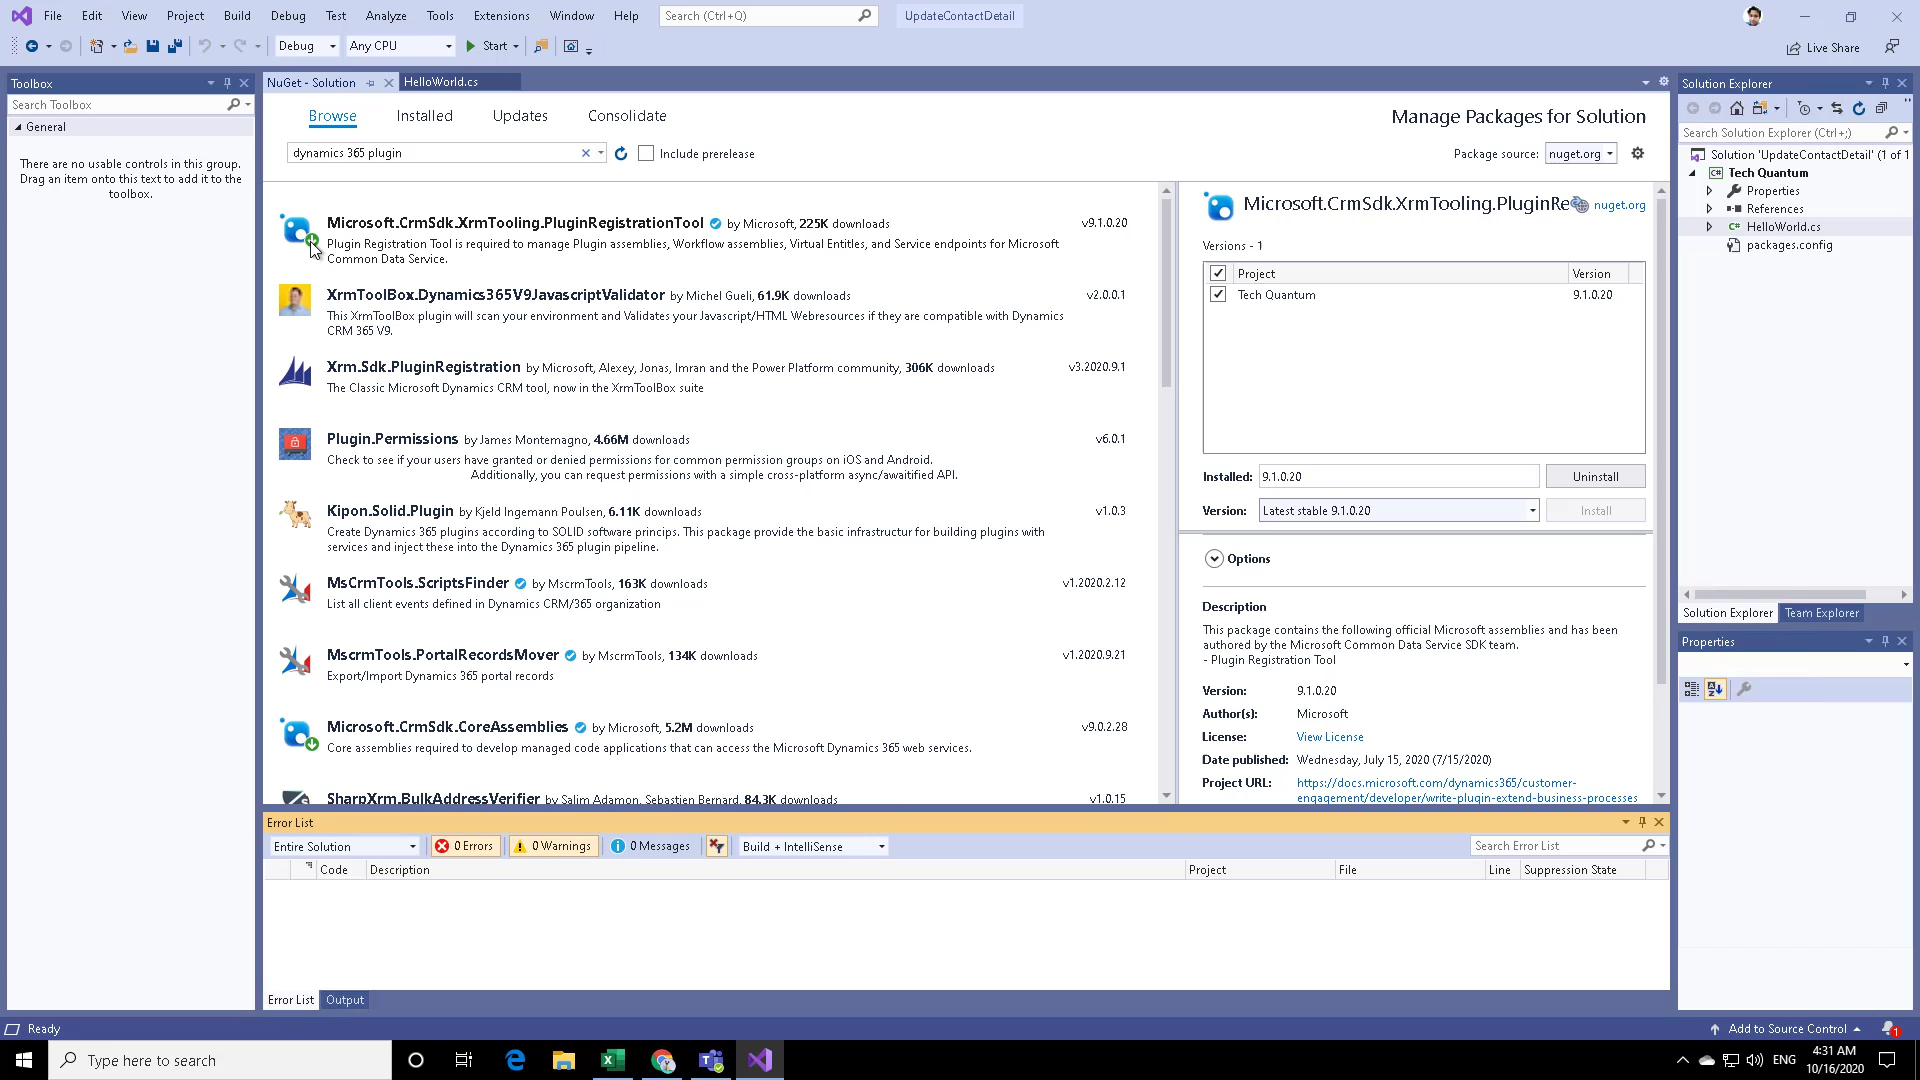 File Edit View Project Build Debug Test Analyze Tools Extensions Window Help Search (Ctrl+Q) UpdateContactDetail
Debug Any CPU Start Live Share
Toolbox
Search Toolbox
General
There are no usable controls in this group.
Drag an item onto this text to add it to the
toolbox.
NuGet - Solution HelloWorld.cs
Browse Installed Updates Consolidate
Manage Packages for Solution
dynamics 365 plugin Include prerelease
Package source: nuget.org
Microsoft.CrmSdk.XrmTooling.PluginRegistrationTool by Microsoft, 225K downloads v9.1.0.20
Plugin Registration Tool is required to manage Plugin assemblies, Workflow assemblies, Virtual Entitles, and Service endpoints for Microsoft
Common Data Service.
XrmToolBox.Dynamics365V9JavascriptValidator by Michel Gueli, 61.9K downloads v2.0.0.1
This XrmToolBox plugin will scan your environment and Validates your Javascript/HTML Webresources if they are compatible with Dynamics
CRM 365 V9.
Xrm.Sdk.PluginRegistration by Microsoft, Alexey, Jonas, Imran and the Power Platform community, 306K downloads v3.2020.9.1
The Classic Microsoft Dynamics CRM tool, now in the XrmToolBox suite
Plugin.Permissions by James Montemagno, 4.66M downloads v6.0.1
Check to see if your users have granted or denied permissions for common permission groups on iOS and Android.
Additionally, you can request permissions with a simple cross-platform async/awaitified API.
Kipon.Solid.Plugin by Kjeld Ingemann Poulsen, 6.11K downloads v1.0.3
Create Dynamics 365 plugins according to SOLID software princips. This package provide the basic infrastructur for building plugins with
services and inject these into the Dynamics 365 plugin pipeline.
MsCrmTools.ScriptsFinder by MscrmTools, 163K downloads v1.2020.2.12
List all client events defined in Dynamics CRM/365 organization
MscrmTools.PortalRecordsMover by MscrmTools, 134K downloads v1.2020.9.21
Export/Import Dynamics 365 portal records
Microsoft.CrmSdk.CoreAssemblies by Microsoft, 5.2M downloads v9.0.2.28
Core assemblies required to develop managed code applications that can access the Microsoft Dynamics 365 web services.
SharpXrm.BulkAddressVerifier by Salim Adamon, Sebastien Bernard, 84.3K downloads v1.0.15
Microsoft.CrmSdk.XrmTooling.PluginRe nuget.org
Versions - 1
Project Version
Tech Quantum 9.1.0.20
Installed: 9.1.0.20 Uninstall
Version: Latest stable 9.1.0.20 Install
Options
Description
This package contains the following official Microsoft assemblies and has been
authored by the Microsoft Common Data Service SDK team.
- Plugin Registration Tool
Version: 9.1.0.20
Author(s): Microsoft
License: View License
Date published: Wednesday, July 15, 2020 (7/15/2020)
Project URL: https://docs.microsoft.com/dynamics365/customer-
engagement/developer/write-plugin-extend-business-processes
Solution Explorer
Search Solution Explorer (Ctrl+;)
Solution 'UpdateContactDetail' (1 of 1
C# Tech Quantum
Properties
References
C# HelloWorld.cs
packages.config
Solution Explorer Team Explorer
Properties
Error List
Entire Solution 0 Errors 0 Warnings 0 Messages Build + IntelliSense Search Error List
Code Description Project File Line Suppression State
Error List Output
Ready Add to Source Control 1
Type here to search ENG 4:31 AM
10/16/2020